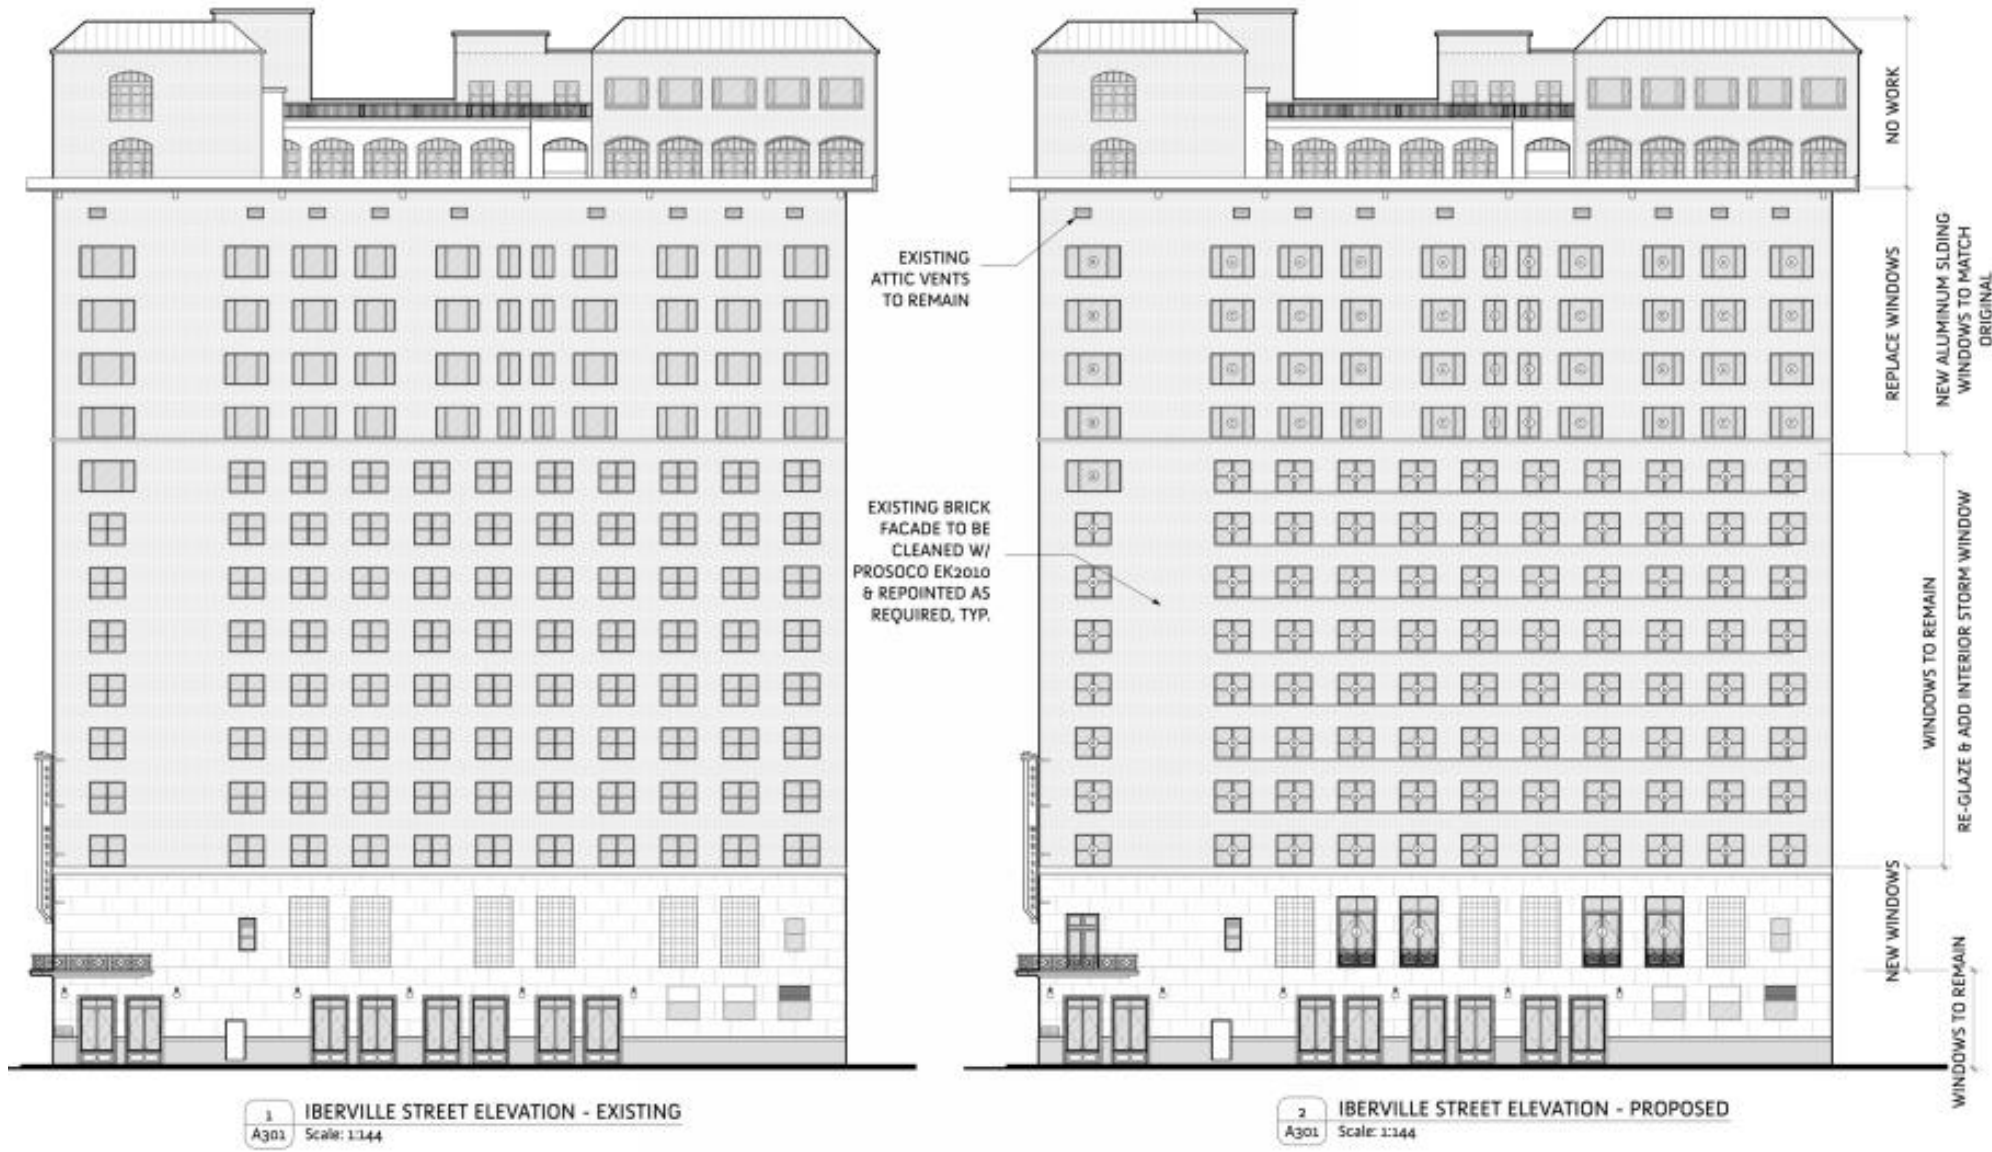 EXISTING
ATTIC VENTS
TO REMAIN
EXISTING BRICK
FACADE TO BE
CLEANED W/
PROSOCO EK2010
& REPOINTED AS
REQUIRED, TYP.
NO WORK
REPLACE WINDOWS
NEW ALUMINUM SLDING
WINDOWS TO MATCH
ORIGINAL
WINDOWS TO REMAIN
RE-GLAZE & ADD INTERIOR STORM WINDOW
NEW WINDOWS
WINDOWS TO REMAIN
1
A301
IBERVILLE STREET ELEVATION - EXISTING
Scale: 1:144
2
A301
IBERVILLE STREET ELEVATION - PROPOSED
Scale: 1:144